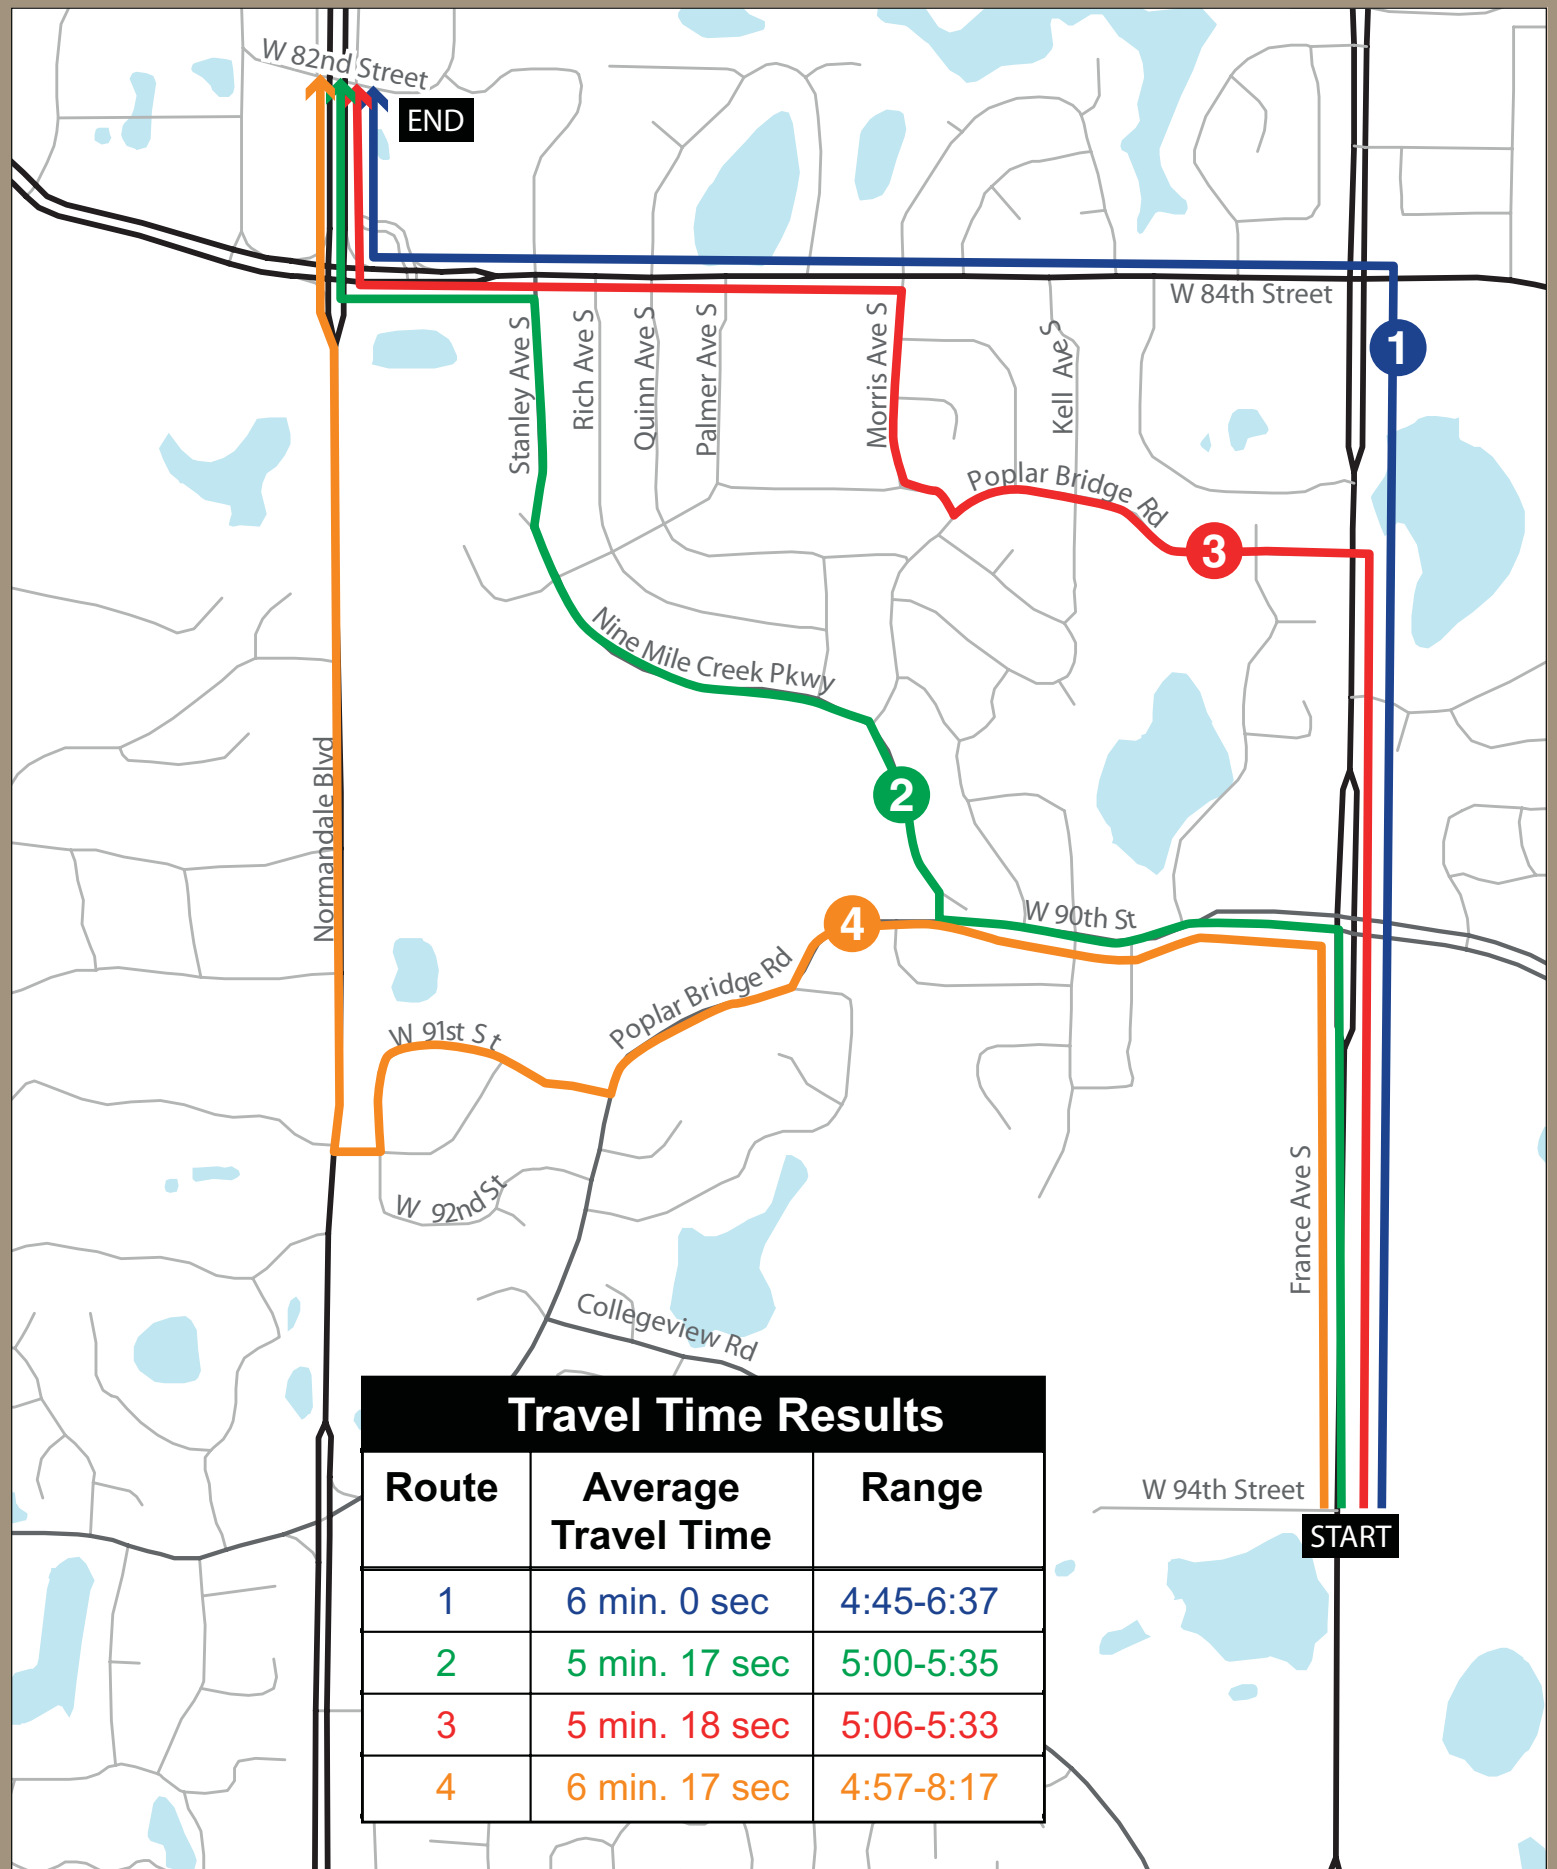 W 82nd Street
END
W 84th Street
1
Stanley Ave S
Rich Ave S
Quinn Ave S
Palmer Ave S
Morris Ave S
Kell Ave S
Poplar Bridge Rd
3
Nine Mile Creek Pkwy
Normandale Blvd
2
4
W 90th St
Poplar Bridge Rd
W 91st St
W 92nd St
France Ave S
Collegeview Rd
W 94th Street
START
Travel Time Results
Route Average Travel Time Range
1 6 min. 0 sec 4:45-6:37
2 5 min. 17 sec 5:00-5:35
3 5 min. 18 sec 5:06-5:33
4 6 min. 17 sec 4:57-8:17